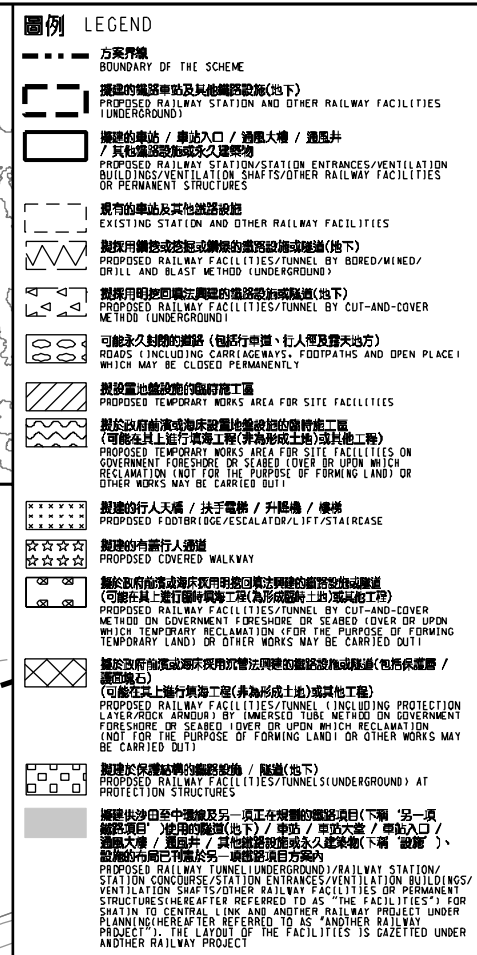 圖例 LEGEND
方案界線
BOUNDARY OF THE SCHEME
擬建的鐵路車站及其他鐵路設施(地下)
PROPOSED RAILWAY STATION AND OTHER RAILWAY FACILITIES
(UNDERGROUND)
擬建的車站 / 車站入口 / 通風大樓 / 通風井
/ 其他鐵路設施或永久建築物
PROPOSED RAILWAY STATION/STATION ENTRANCES/VENTILATION
BUILDINGS/VENTILATION SHAFTS/OTHER RAILWAY FACILITIES
OR PERMANENT STRUCTURES
現有的車站及其他鐵路設施
EXISTING STATION AND OTHER RAILWAY FACILITIES
擬採用鑽挖或挖掘或鑽爆的鐵路設施或隧道(地下)
PROPOSED RAILWAY FACILITIES/TUNNEL BY BORED/MINED/
DRILL AND BLAST METHOD (UNDERGROUND)
擬採用明挖回填法興建的鐵路設施或隧道(地下)
PROPOSED RAILWAY FACILITIES/TUNNEL BY CUT-AND-COVER
METHOD (UNDERGROUND)
可能永久封閉的道路 (包括行車道、行人徑及露天地方)
ROADS (INCLUDING CARRIAGEWAYS, FOOTPATHS AND OPEN PLACE)
WHICH MAY BE CLOSED PERMANENTLY
擬設置地盤設施的臨時施工區
PROPOSED TEMPORARY WORKS AREA FOR SITE FACILITIES
擬於政府前濱或海床設置地盤設施的臨時施工區
(可能在其上進行填海工程(非為形成土地)或其他工程)
PROPOSED TEMPORARY WORKS AREA FOR SITE FACILITIES ON
GOVERNMENT FORESHORE OR SEABED (OVER OR UPON WHICH
RECLAMATION (NOT FOR THE PURPOSE OF FORMING LAND) OR
OTHER WORKS MAY BE CARRIED OUT)
擬建的行人天橋 / 扶手電梯 / 升降機 / 樓梯
PROPOSED FOOTBRIDGE/ESCALATOR/LIFT/STAIRCASE
擬建的有蓋行人通道
PROPOSED COVERED WALKWAY
擬於政府前濱或海床採用明挖回填法興建的鐵路設施或隧道
(可能在其上進行臨時填海工程(為形成臨時土地)或其他工程)
PROPOSED RAILWAY FACILITIES/TUNNEL BY CUT-AND-COVER
METHOD ON GOVERNMENT FORESHORE OR SEABED (OVER OR UPON
WHICH TEMPORARY RECLAMATION (FOR THE PURPOSE OF FORMING
TEMPORARY LAND) OR OTHER WORKS MAY BE CARRIED OUT)
擬於政府前濱或海床採用沉管法興建的鐵路設施或隧道(包括保護層 /
護面塊石)
(可能在其上進行填海工程(非為形成土地)或其他工程)
PROPOSED RAILWAY FACILITIES/TUNNEL (INCLUDING PROTECTION
LAYER/ROCK ARMOUR) BY IMMERSED TUBE METHOD ON GOVERNMENT
FORESHORE OR SEABED (OVER OR UPON WHICH RECLAMATION
(NOT FOR THE PURPOSE OF FORMING LAND) OR OTHER WORKS MAY
BE CARRIED OUT)
擬建於保護結構的鐵路設施 / 隧道(地下)
PROPOSED RAILWAY FACILITIES/TUNNELS(UNDERGROUND) AT
PROTECTION STRUCTURES
擬建供沙田至中環線及另一項正在規劃的鐵路項目(下稱 '另一項
鐵路項目' )使用的隧道(地下) / 車站 / 車站大堂 / 車站入口 /
通風大樓 / 通風井 / 其他鐵路設施或永久建築物(下稱 '設施' )、
設施的布局已刊憲於另一項鐵路項目方案內
PROPOSED RAILWAY TUNNEL(UNDERGROUND)/RAILWAY STATION/
STATION CONCOURSE/STATION ENTRANCES/VENTILATION BUILDINGS/
VENTILATION SHAFTS/OTHER RAILWAY FACILITIES OR PERMANENT
STRUCTURES(HEREAFTER REFERRED TO AS "THE FACILITIES") FOR
SHATIN TO CENTRAL LINK AND ANOTHER RAILWAY PROJECT UNDER
PLANNING(HEREAFTER REFERRED TO AS "ANOTHER RAILWAY
PROJECT"). THE LAYOUT OF THE FACILITIES IS GAZETTED UNDER
ANOTHER RAILWAY PROJECT